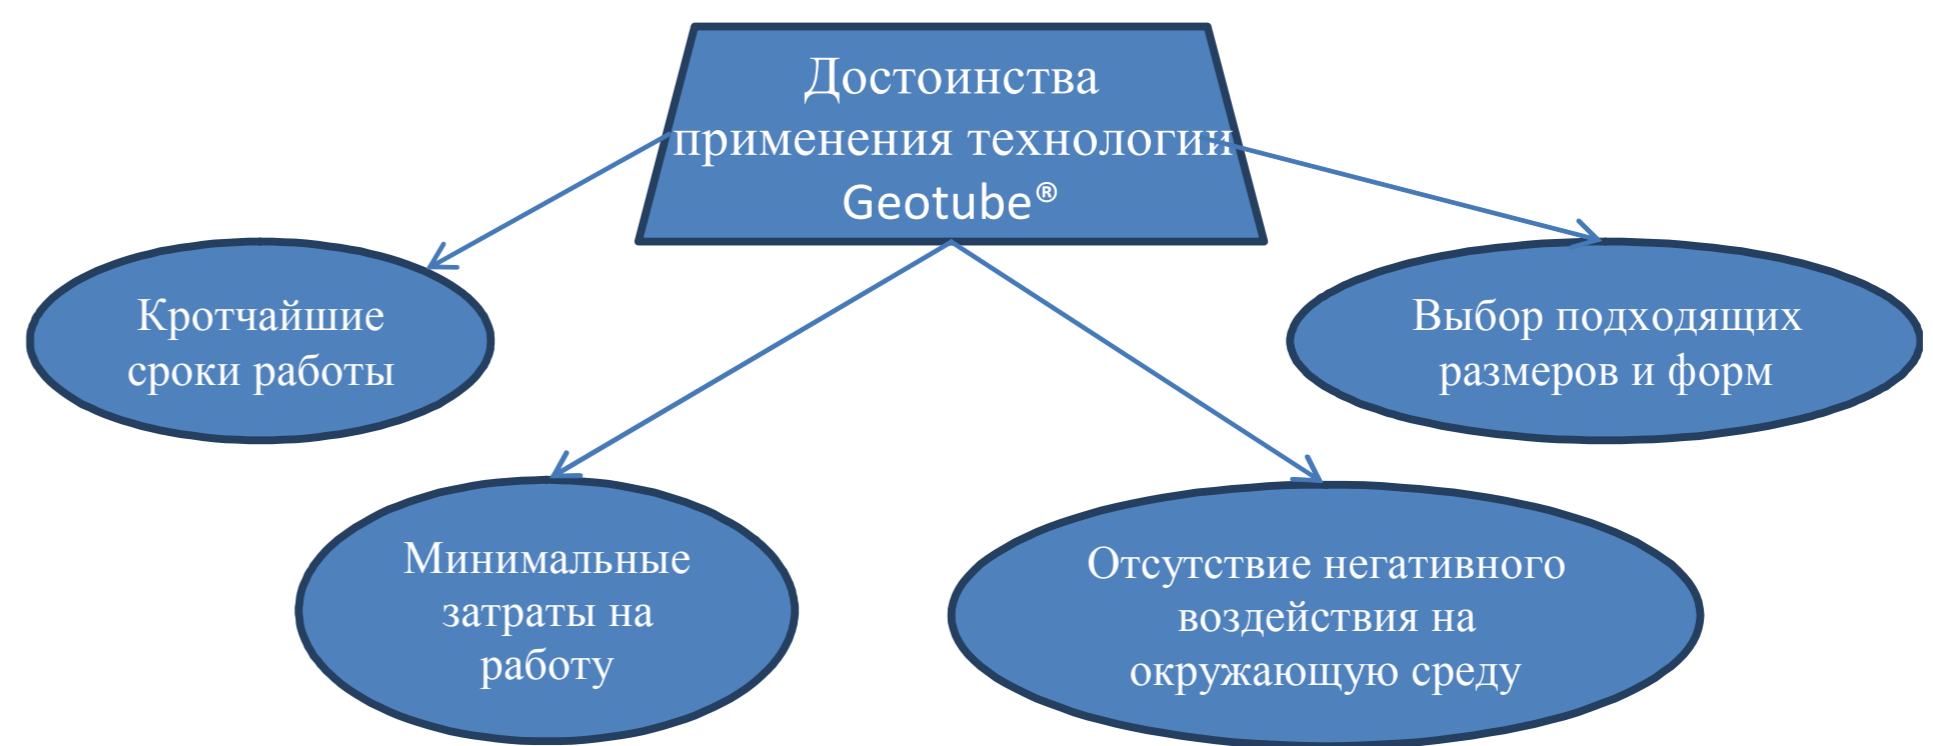 Достоинства
применения технологии
Geotube®
Кротчайшие
сроки работы
Выбор подходящих
размеров и форм
Минимальные
затраты на
работу
Отсутствие негативного
воздействия на
окружающую среду